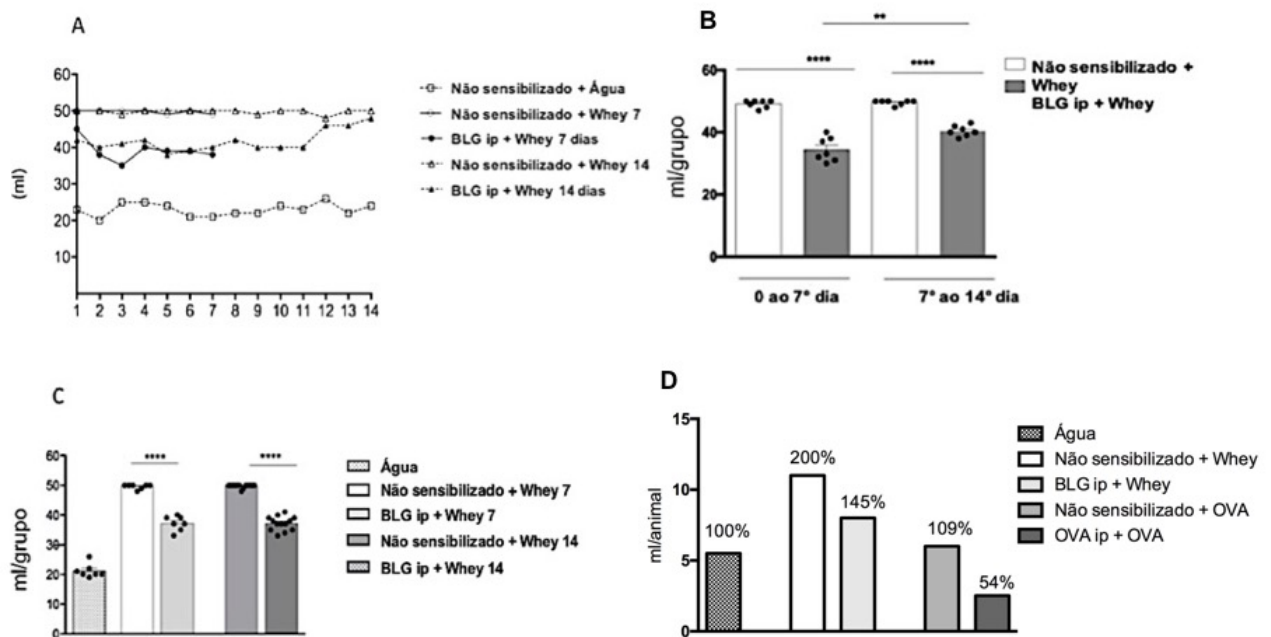 A
60
50
40
30
20
10
(ml)
1 2 3 4 5 6 7 8 9 10 11 12 13 14
Não sensibilizado + Água
Não sensibilizado + Whey 7
BLG ip + Whey 7 dias
Não sensibilizado + Whey 14
BLG ip + Whey 14 dias
B
**
**** ****
60
40
20
0
ml/grupo
0 ao 7° dia 7° ao 14° dia
Não sensibilizado +
Whey
BLG ip + Whey
C
**** ****
60
50
40
30
20
10
0
ml/grupo
Água
Não sensibilizado + Whey 7
BLG ip + Whey 7
Não sensibilizado + Whey 14
BLG ip + Whey 14
D
15
10
5
0
ml/animal
100% 200% 145% 109% 54%
Água
Não sensibilizado + Whey
BLG ip + Whey
Não sensibilizado + OVA
OVA ip + OVA